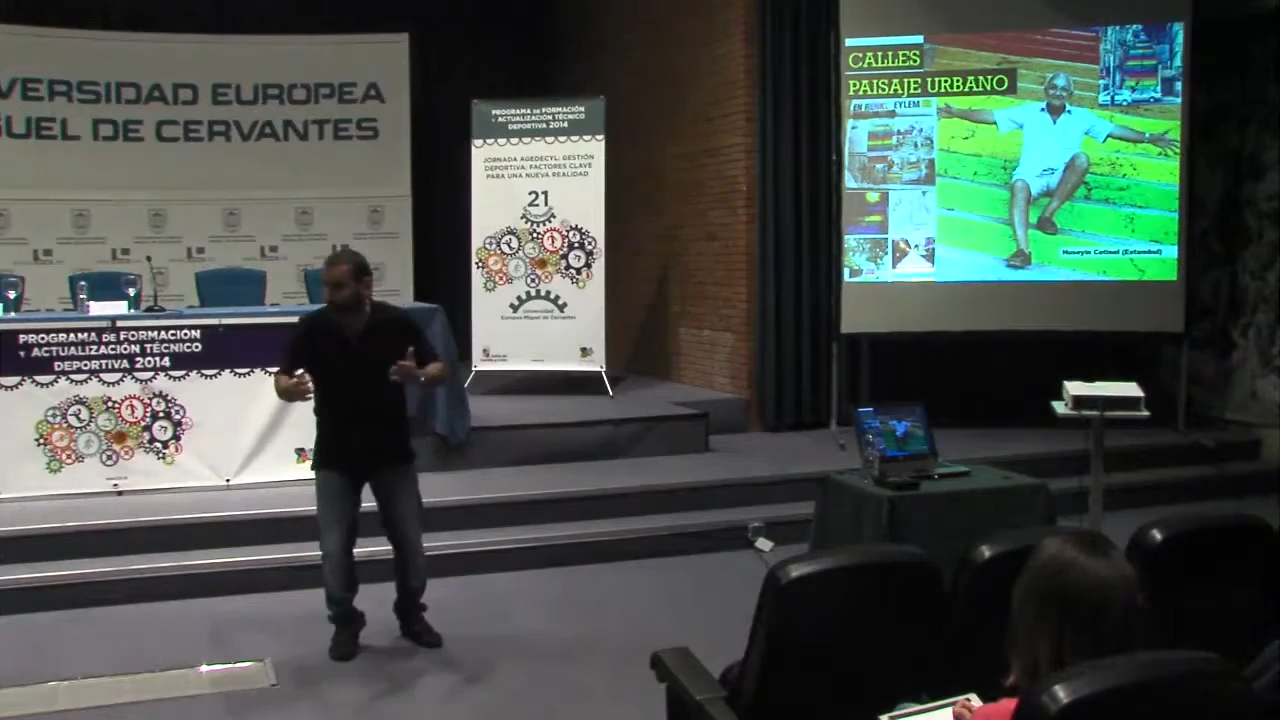 VERSIDAD EUROPEA
GUEL DE CERVANTES
PROGRAMA DE FORMACIÓN
Y ACTUALIZACIÓN TÉCNICO
DEPORTIVA 2014
PROGRAMA DE FORMACIÓN
Y ACTUALIZACIÓN TÉCNICO
DEPORTIVA 2014
JORNADA AGEDECYL: GESTIÓN
DEPORTIVA: FACTORES CLAVE
PARA UNA NUEVA REALIDAD
21
Universidad
Europea Miguel de Cervantes
CALLES
PAISAJE URBANO
EYLEM
Huseyin Cetinel (Estambul)